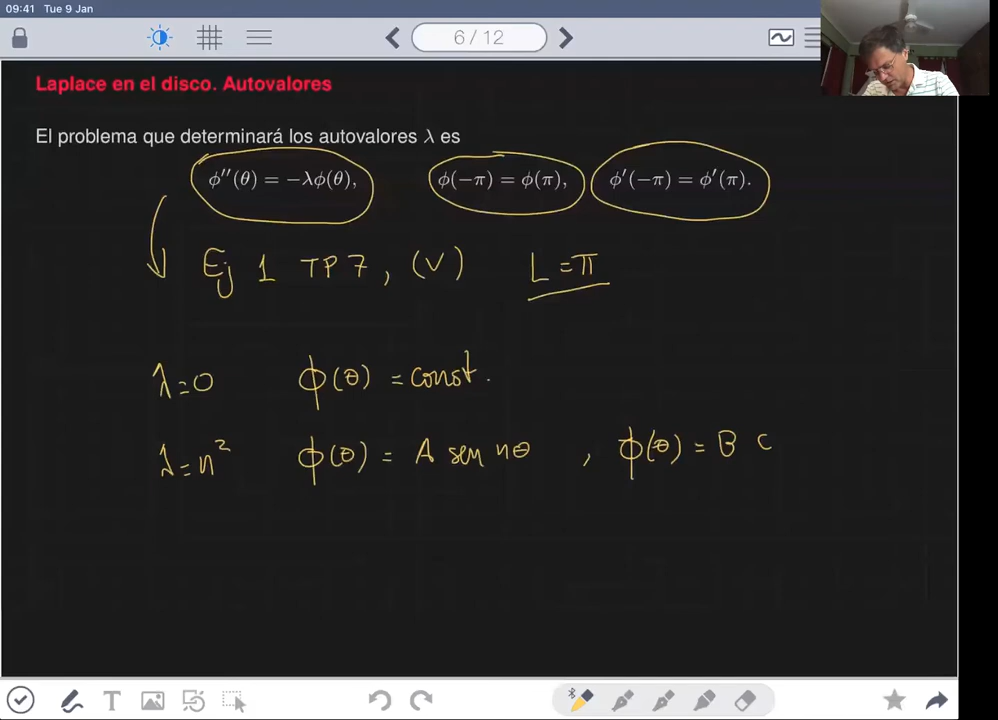 09:41 Tue 9 Jan
6 / 12
Laplace en el disco. Autovalores
El problema que determinará los autovalores λ es
φ′′(θ) = −λφ(θ), φ(−π) = φ(π), φ′(−π) = φ′(π).
Ej 1 TP 7, (V) L = π
λ = 0 φ(θ) = const.
λ = n² φ(θ) = A sen nθ , φ(θ) = B c
T